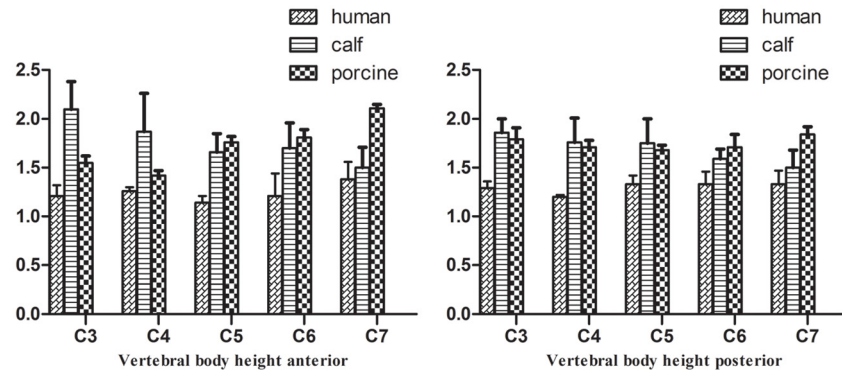 human
calf
porcine
2.5
2.0
1.5
1.0
0.5
0.0
C3 C4 C5 C6 C7
Vertebral body height anterior
human
calf
porcine
2.5
2.0
1.5
1.0
0.5
0.0
C3 C4 C5 C6 C7
Vertebral body height posterior